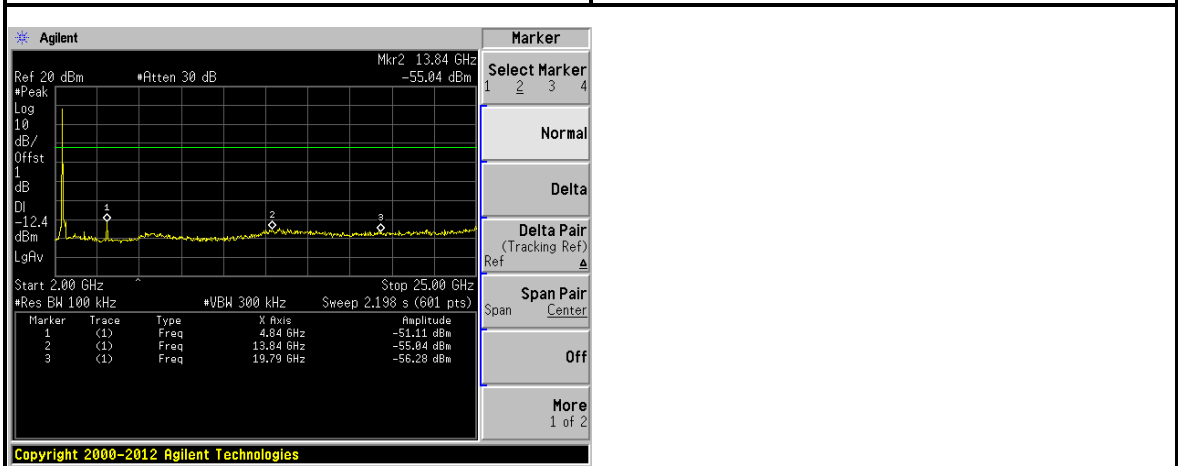 Agilent
Marker
Mkr2 13.84 GHz
Ref 20 dBm #Atten 30 dB -55.04 dBm
#Peak
Log
10
dB/
Offst
1
dB
DI
-12.4
dBm
LgAv
1
2
3
Start 2.00 GHz ^ Stop 25.00 GHz
#Res BW 100 kHz #VBW 300 kHz Sweep 2.198 s (601 pts)
Marker Trace Type X Axis Amplitude
1 (1) Freq 4.84 GHz -51.11 dBm
2 (1) Freq 13.84 GHz -55.04 dBm
3 (1) Freq 19.79 GHz -56.28 dBm
Select Marker
1 2 3 4
Normal
Delta
Delta Pair
(Tracking Ref)
Ref Δ
Span Pair
Span Center
Off
More
1 of 2
Copyright 2000-2012 Agilent Technologies